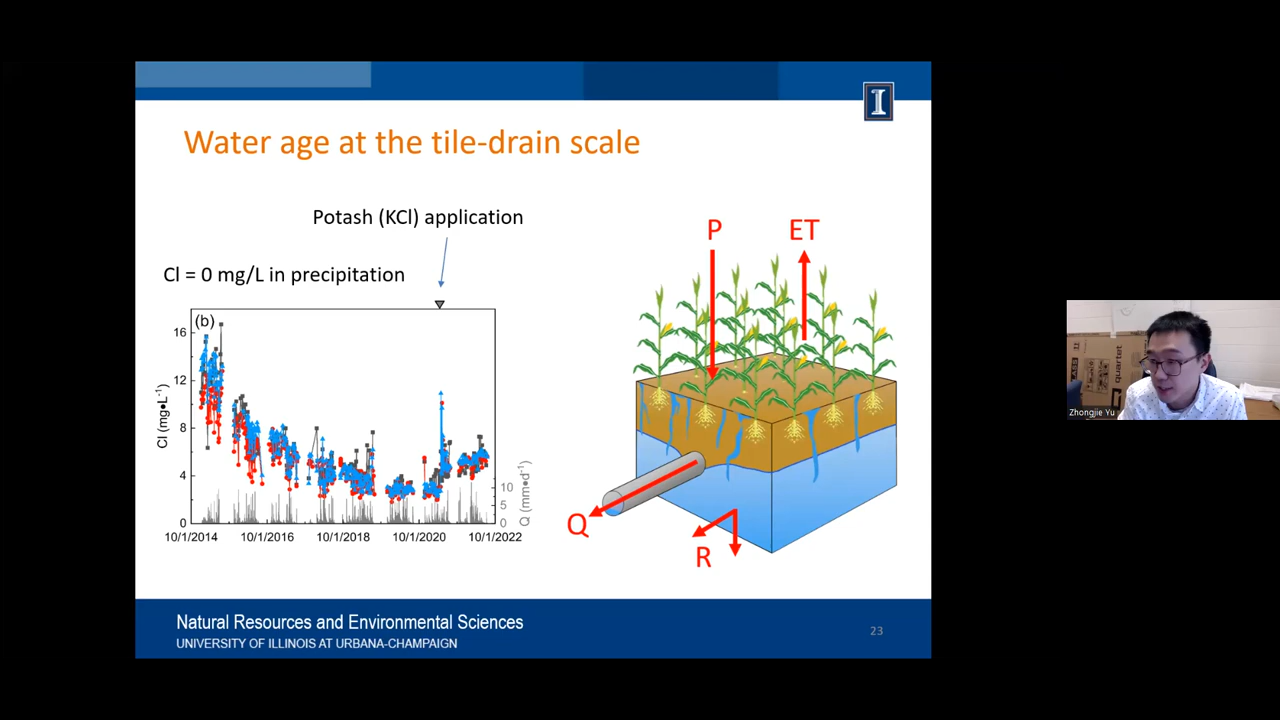 I
Water age at the tile-drain scale
Potash (KCl) application
Cl = 0 mg/L in precipitation
(b)
16
12
8
4
0
Cl (mg•L⁻¹)
10
5
0
Q (mm•d⁻¹)
10/1/2014
10/1/2016
10/1/2018
10/1/2020
10/1/2022
P
ET
Q
R
quartet
Zhongjie Yu
Natural Resources and Environmental Sciences
UNIVERSITY OF ILLINOIS AT URBANA-CHAMPAIGN
23